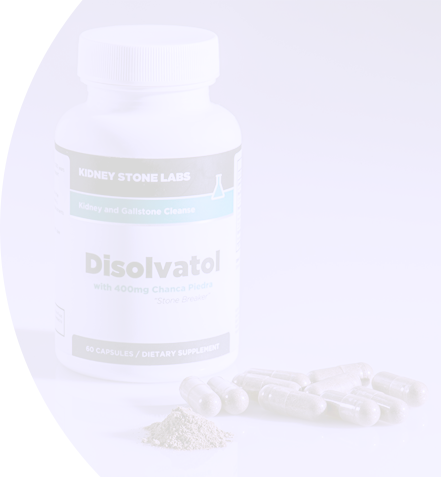 KIDNEY STONE LABS
Kidney and Gallstone Cleanse
Disolvatol
with 400mg Chanca Piedra
"Stone Breaker"
60 CAPSULES / DIETARY SUPPLEMENT